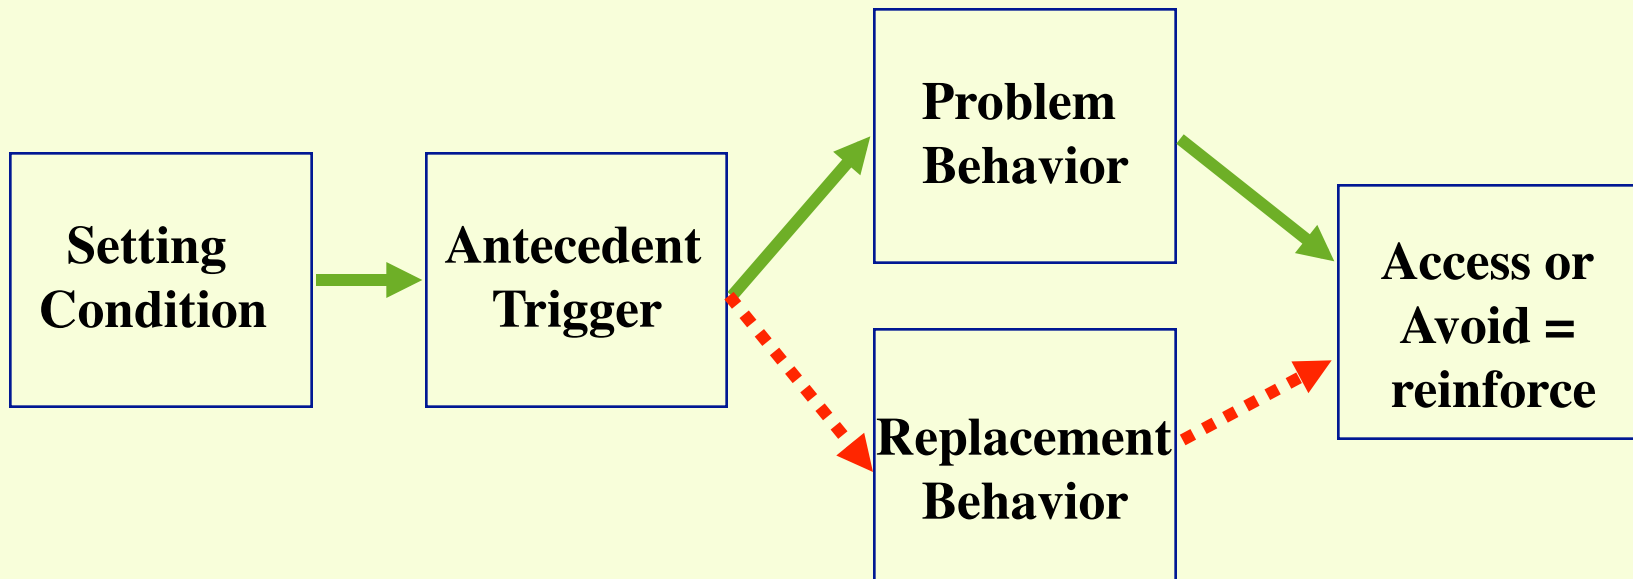 Setting
Condition
Antecedent
Trigger
Problem
Behavior
Replacement
Behavior
Access or
Avoid =
reinforce